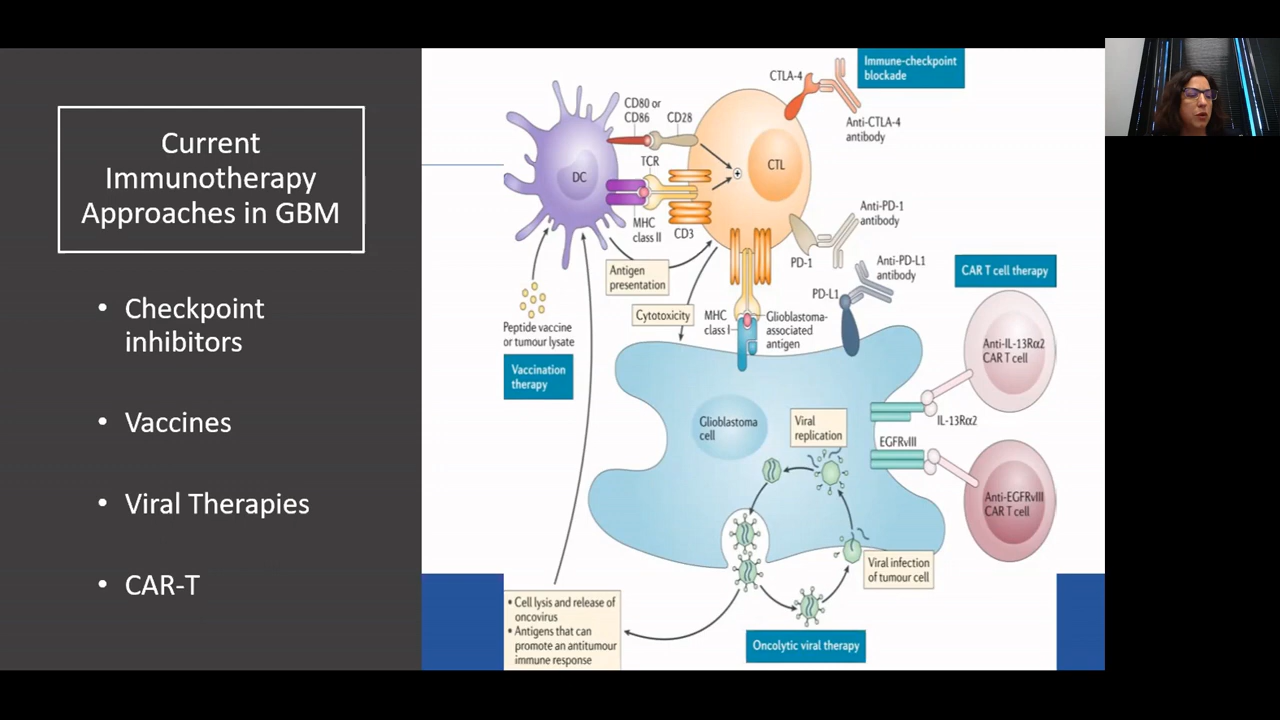 Current
Immunotherapy
Approaches in GBM
• Checkpoint
inhibitors
• Vaccines
• Viral Therapies
• CAR-T
Immune-checkpoint
blockade
CTLA-4
Anti-CTLA-4
antibody
CD80 or
CD86
CD28
TCR
DC
CTL
MHC
class II
CD3
Anti-PD-1
antibody
PD-1
Anti-PD-L1
antibody
PD-L1
Antigen
presentation
Cytotoxicity
MHC
class I
Glioblastoma-
associated
antigen
Peptide vaccine
or tumour lysate
Vaccination
therapy
CAR T cell therapy
Anti-IL-13Rα2
CAR T cell
IL-13Rα2
EGFRvIII
Anti-EGFRvIII
CAR T cell
Glioblastoma
cell
Viral
replication
Viral infection
of tumour cell
• Cell lysis and release of
oncovirus
• Antigens that can
promote an antitumour
immune response
Oncolytic viral therapy